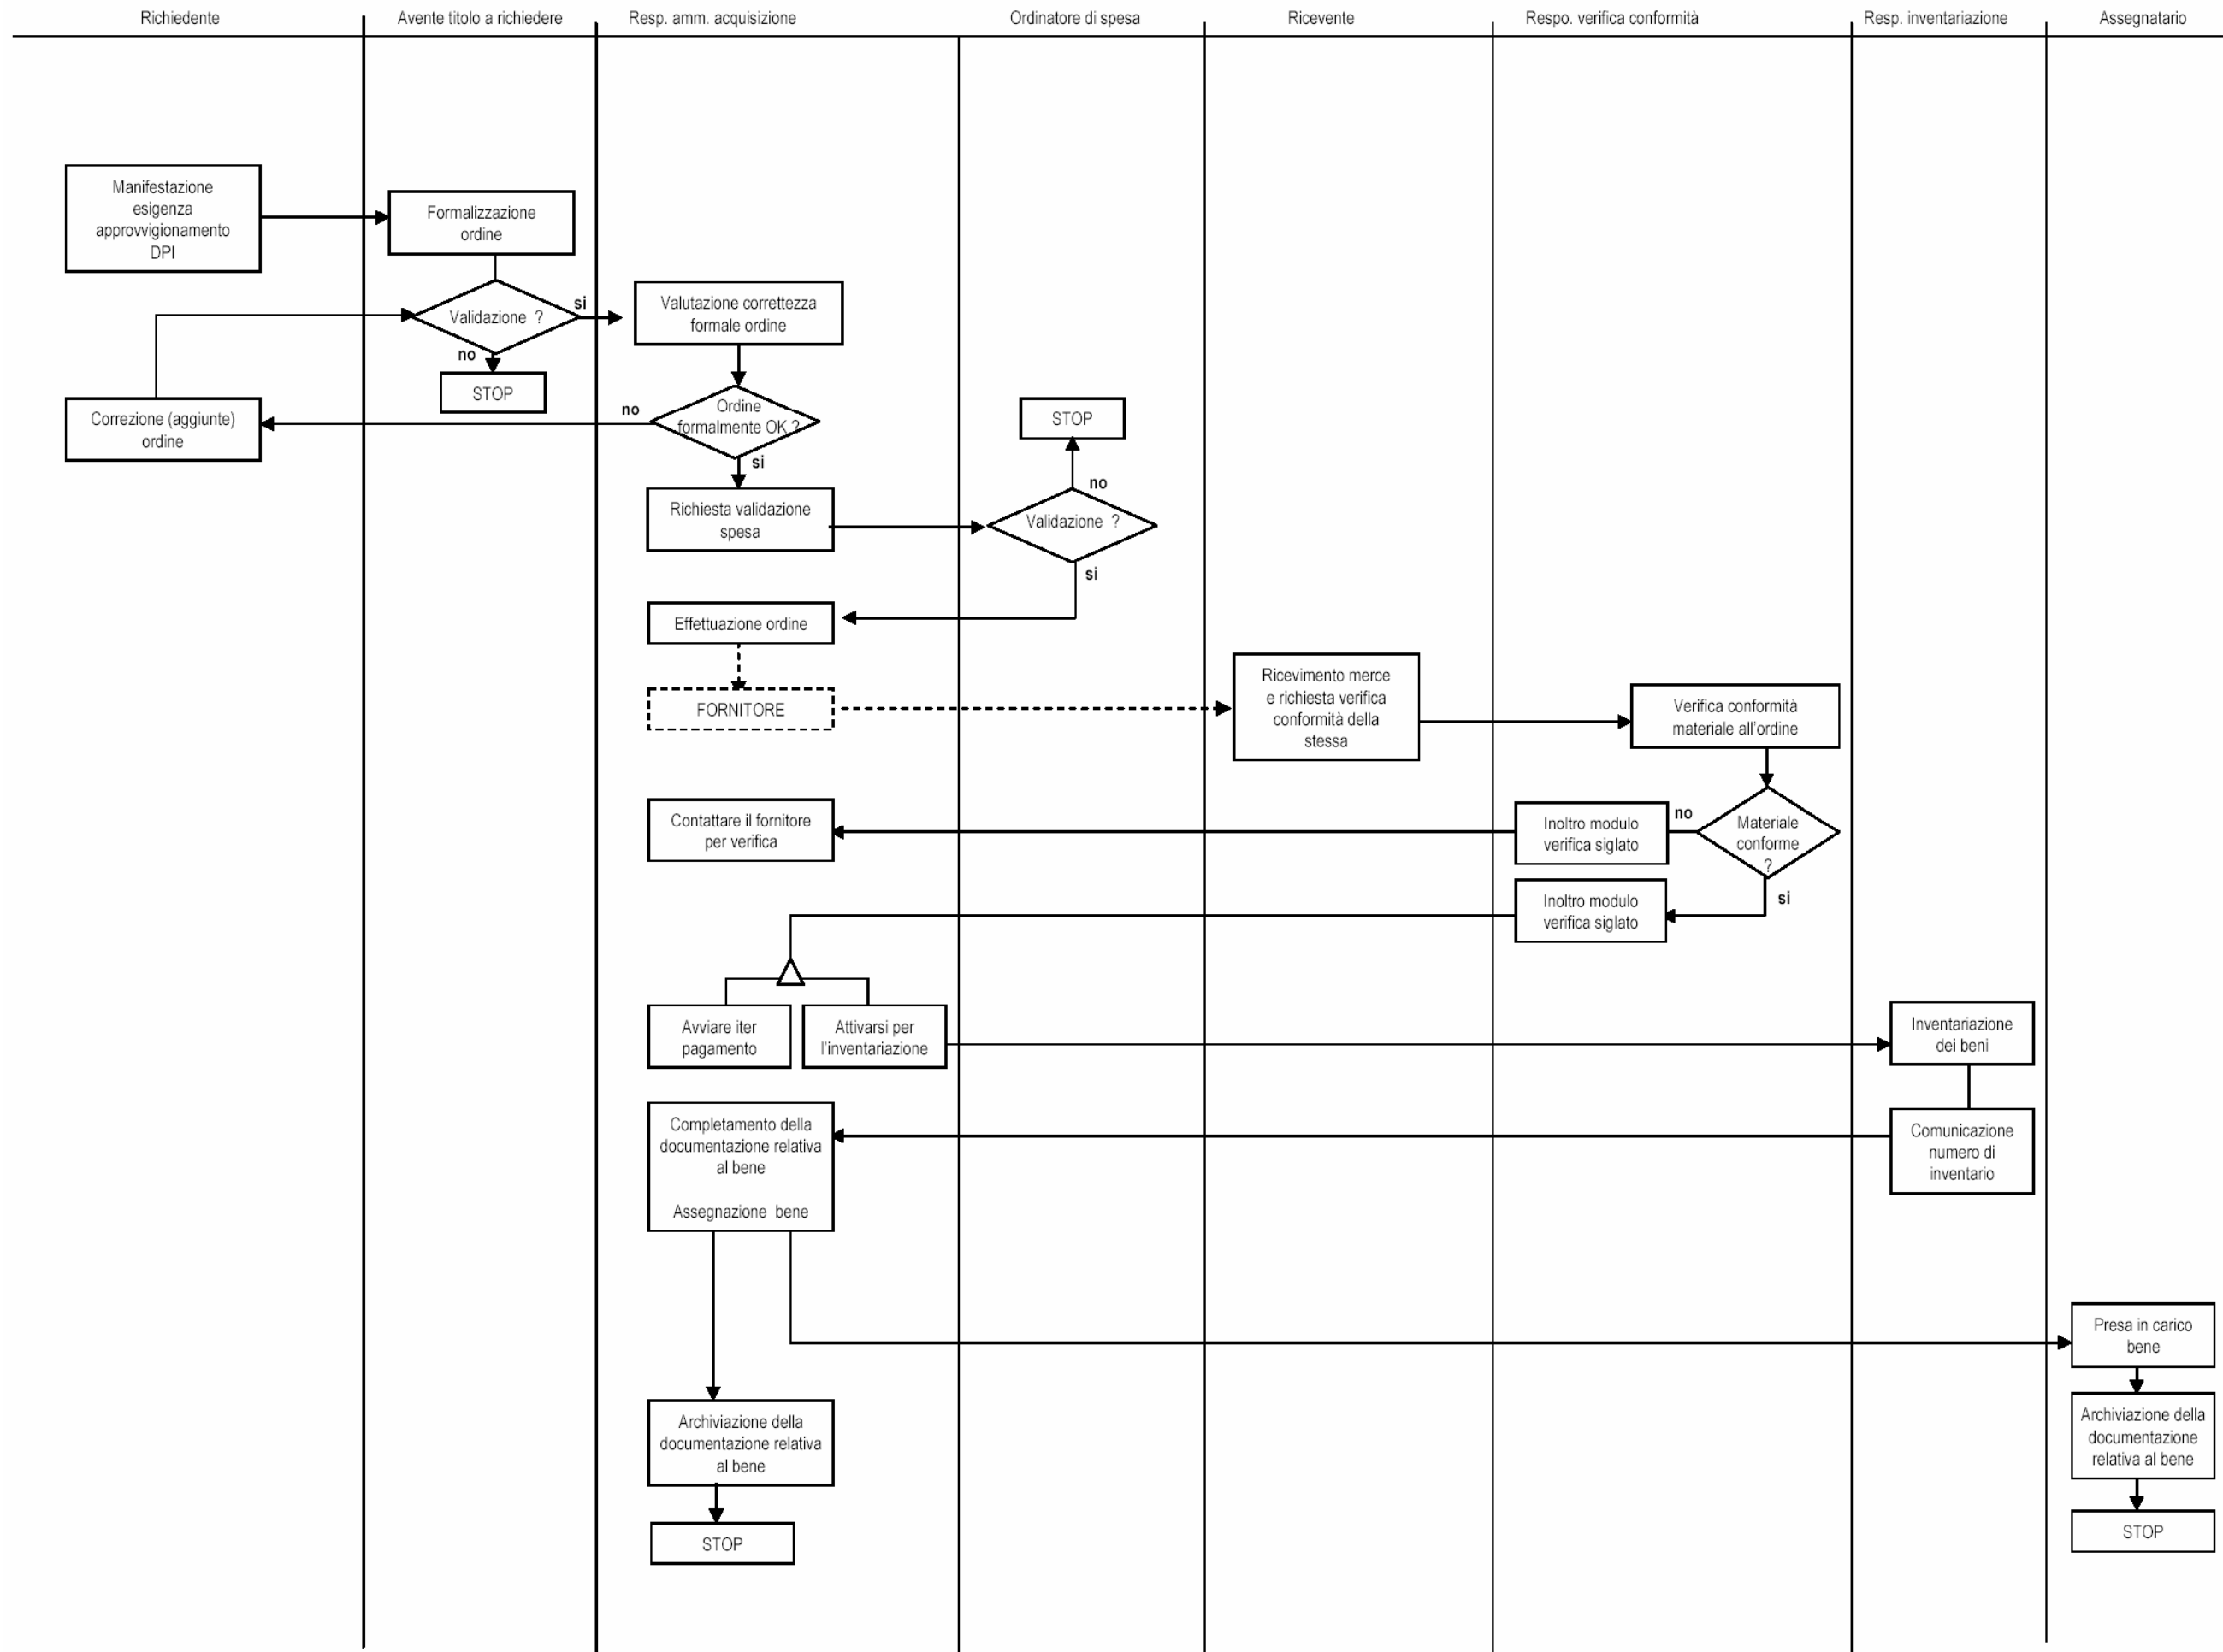 Richiedente
Avente titolo a richiedere
Resp. amm. acquisizione
Ordinatore di spesa
Ricevente
Respo. verifica conformità
Resp. inventariazione
Assegnatario
Manifestazione
esigenza
approvvigionamento
DPI
Formalizzazione
ordine
Validazione ?
si
no
STOP
Valutazione correttezza
formale ordine
Correzione (aggiunte)
ordine
no
Ordine
formalmente OK ?
si
STOP
no
Richiesta validazione
spesa
Validazione ?
si
Effettuazione ordine
FORNITORE
Ricevimento merce
e richiesta verifica
conformità della
stessa
Verifica conformità
materiale all'ordine
Contattare il fornitore
per verifica
Inoltro modulo
verifica siglato
no
Materiale
conforme
?
si
Inoltro modulo
verifica siglato
Avviare iter
pagamento
Attivarsi per
l'inventariazione
Inventariazione
dei beni
Completamento della
documentazione relativa
al bene
Assegnazione bene
Comunicazione
numero di
inventario
Presa in carico
bene
Archiviazione della
documentazione relativa
al bene
STOP
Archiviazione della
documentazione
relativa al bene
STOP